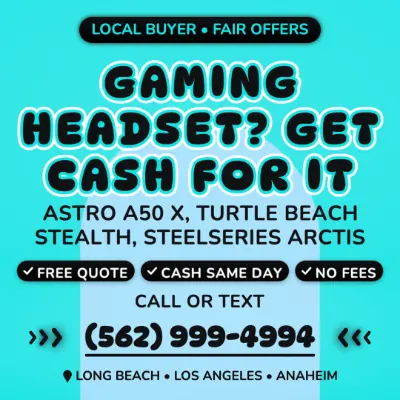 LOCAL BUYER • FAIR OFFERS
GAMING
HEADSET? GET
CASH FOR IT
ASTRO A50 X, TURTLE BEACH
STEALTH, STEELSERIES ARCTIS
✓ FREE QUOTE ✓ CASH SAME DAY ✓ NO FEES
CALL OR TEXT
››› (562) 999-4994 ‹‹‹
LONG BEACH • LOS ANGELES • ANAHEIM